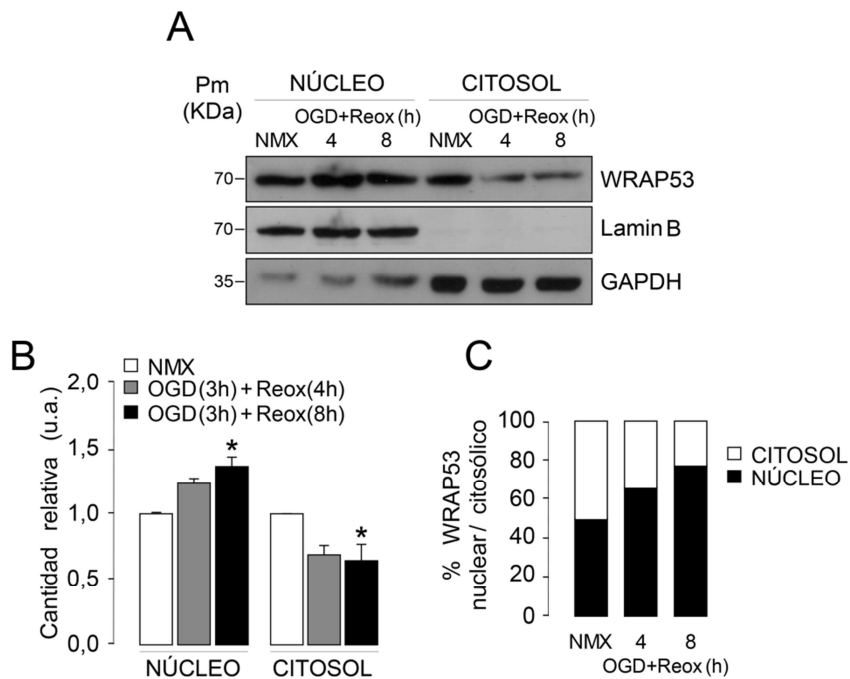 A
Pm
(KDa)
NÚCLEO CITOSOL
OGD+Reox (h) OGD+Reox (h)
NMX 4 8 NMX 4 8
70 WRAP53
70 Lamin B
35 GAPDH
B
NMX
OGD(3h)+Reox(4h)
OGD(3h)+Reox(8h)
Cantidad relativa (u.a.)
2,0
1,5
1,0
0,5
0,0
* *
NÚCLEO CITOSOL
C
% WRAP53
nuclear / citosólico
100
80
60
40
20
0
CITOSOL
NÚCLEO
NMX 4 8
OGD+Reox (h)